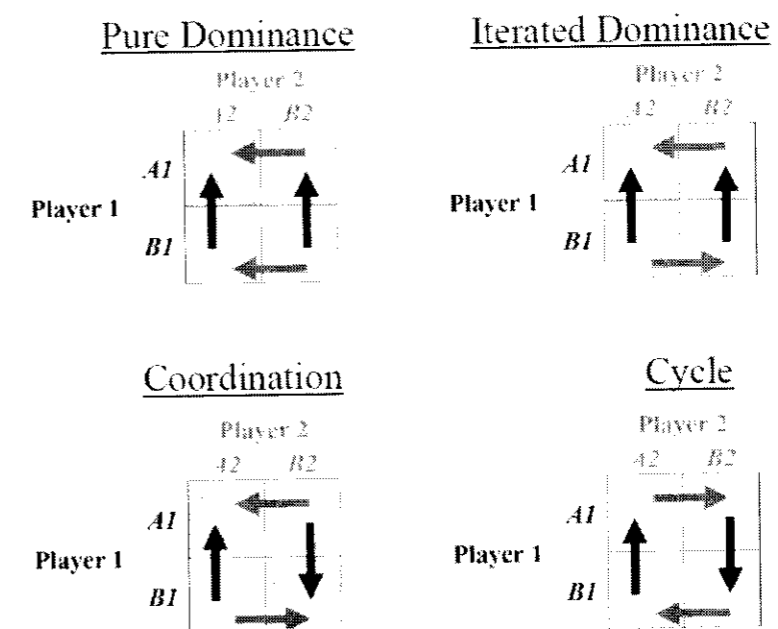 Pure Dominance
Player 2
A2 B2
A1
Player 1
B1
Iterated Dominance
Player 2
A2 B2
A1
Player 1
B1
Coordination
Player 2
A2 B2
A1
Player 1
B1
Cycle
Player 2
A2 B2
A1
Player 1
B1